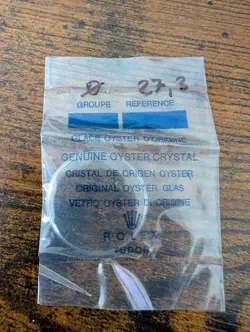 Ø 27,3
GROUPE REFERENCE
GLACE OYSTER D'ORIGINE
GENUINE OYSTER CRYSTAL
CRISTAL DE ORIGEN OYSTER
ORIGINAL OYSTER GLAS
VETRO OYSTER DI ORIGINE
ROLEX
TUDOR